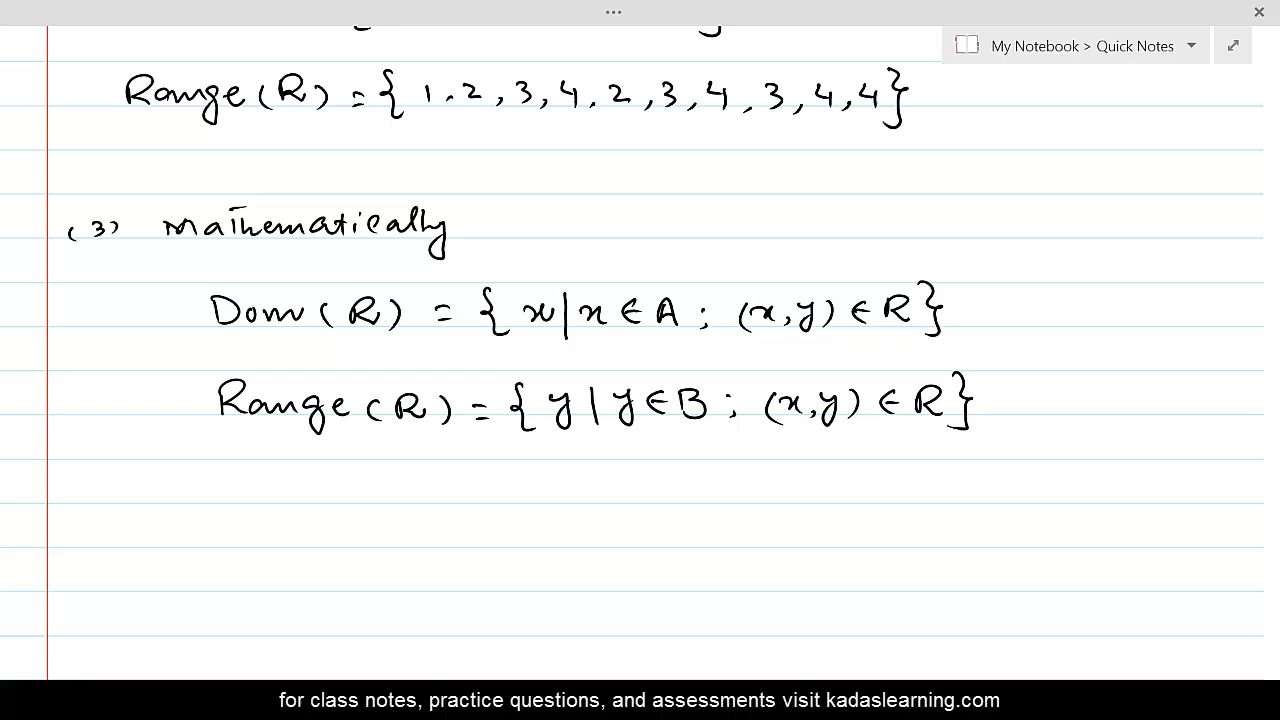 My Notebook > Quick Notes
Range (R) = { 1, 2, 3, 4, 2, 3, 4, 3, 4, 4}
(3) Mathematically
Dom (R) = { x | x ∈ A ; (x, y) ∈ R }
Range (R) = { y | y ∈ B ; (x, y) ∈ R }
for class notes, practice questions, and assessments visit kadaslearning.com